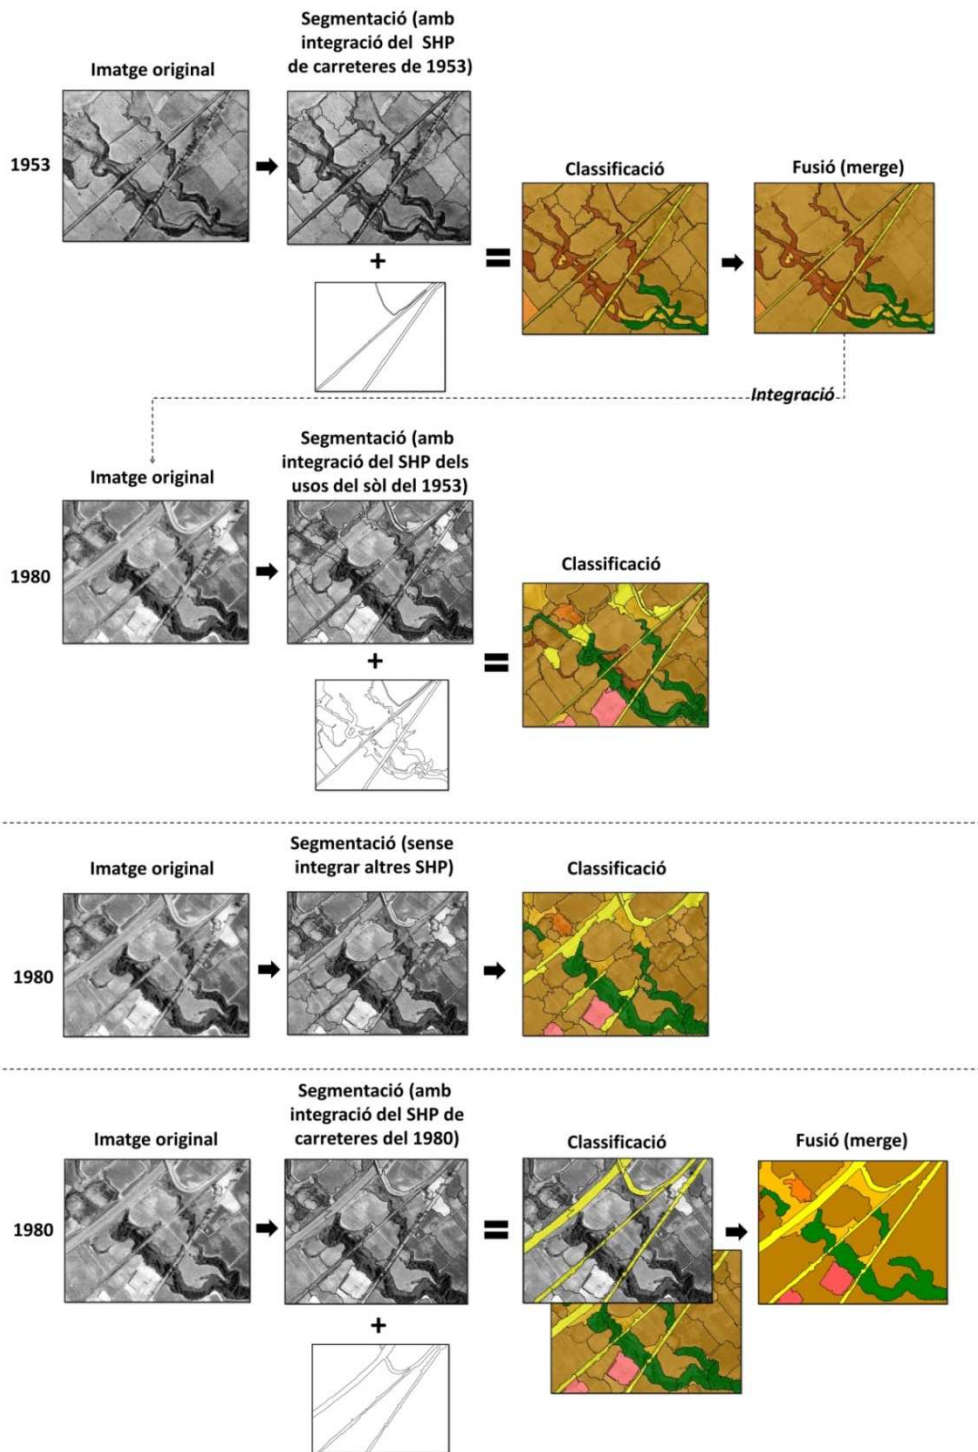 Imatge original
Segmentació (amb
integració del SHP
de carreteres de 1953)
1953
Classificació
Fusió (merge)
+
=
Integració
Imatge original
Segmentació (amb
integració del SHP dels
usos del sòl del 1953)
1980
Classificació
+
=
Imatge original
Segmentació (sense
integrar altres SHP)
Classificació
1980
Imatge original
Segmentació (amb
integració del SHP de
carreteres del 1980)
Classificació
Fusió (merge)
1980
=
+